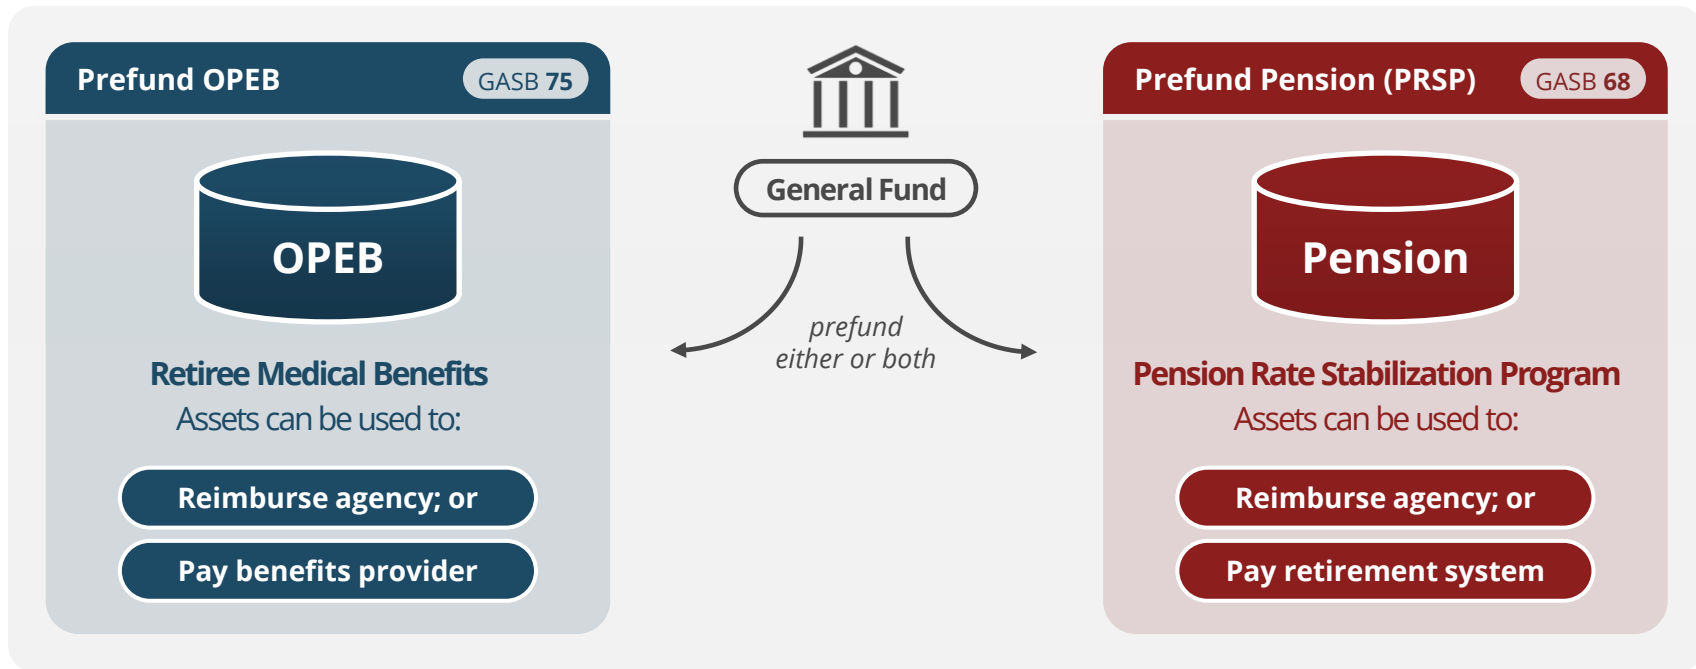 Prefund OPEB
GASB 75
OPEB
Retiree Medical Benefits
Assets can be used to:
Reimburse agency; or
Pay benefits provider
General Fund
prefund
either or both
Prefund Pension (PRSP)
GASB 68
Pension
Pension Rate Stabilization Program
Assets can be used to:
Reimburse agency; or
Pay retirement system